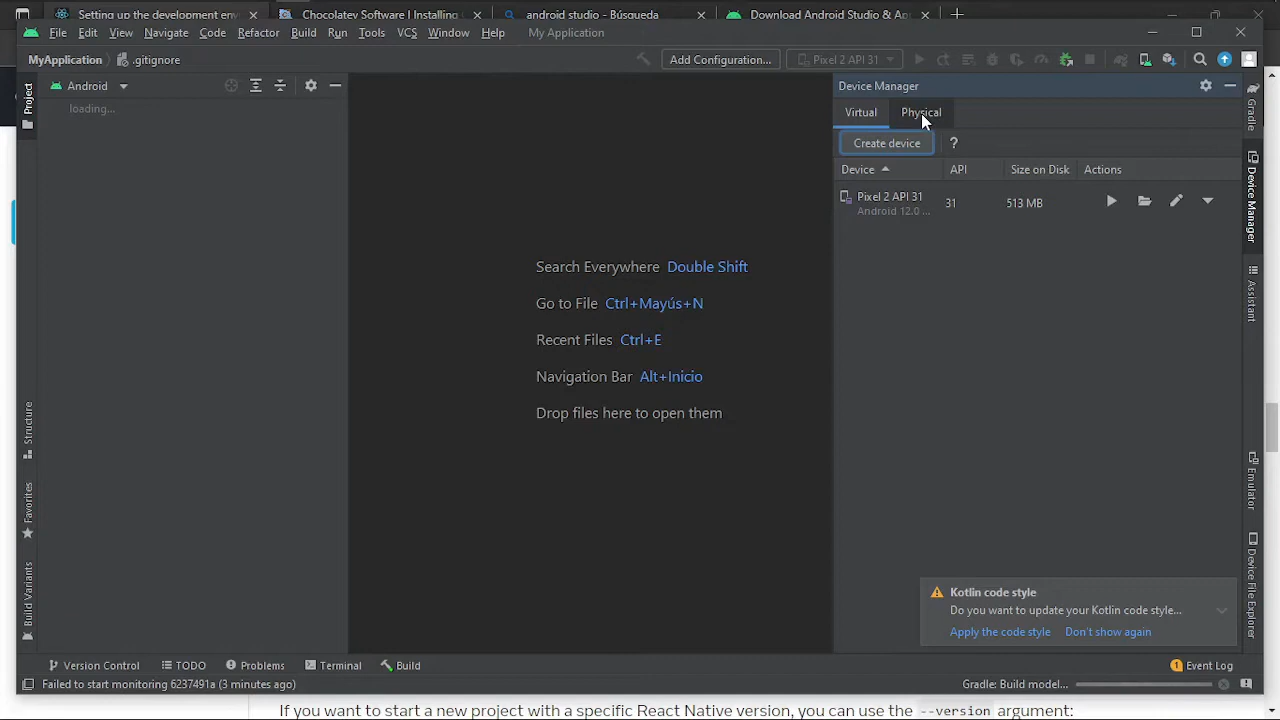 Setting up the development env
Chocolatey Software | Installing
android studio - Búsqueda
Download Android Studio & Ap
File Edit View Navigate Code Refactor Build Run Tools VCS Window Help My Application
MyApplication .gitignore
Add Configuration...
Pixel 2 API 31
Project
Android
loading...
Structure
Favorites
Build Variants
Search Everywhere Double Shift
Go to File Ctrl+Mayús+N
Recent Files Ctrl+E
Navigation Bar Alt+Inicio
Drop files here to open them
Device Manager
Virtual Physical
Create device ?
Device API Size on Disk Actions
Pixel 2 API 31 31 513 MB
Android 12.0 ...
Kotlin code style
Do you want to update your Kotlin code style...
Apply the code style Don't show again
Gradle
Device Manager
Assistant
Emulator
Device File Explorer
Version Control TODO Problems Terminal Build
1 Event Log
Failed to start monitoring 6237491a (3 minutes ago)
Gradle: Build model...
If you want to start a new project with a specific React Native version, you can use the --version argument: